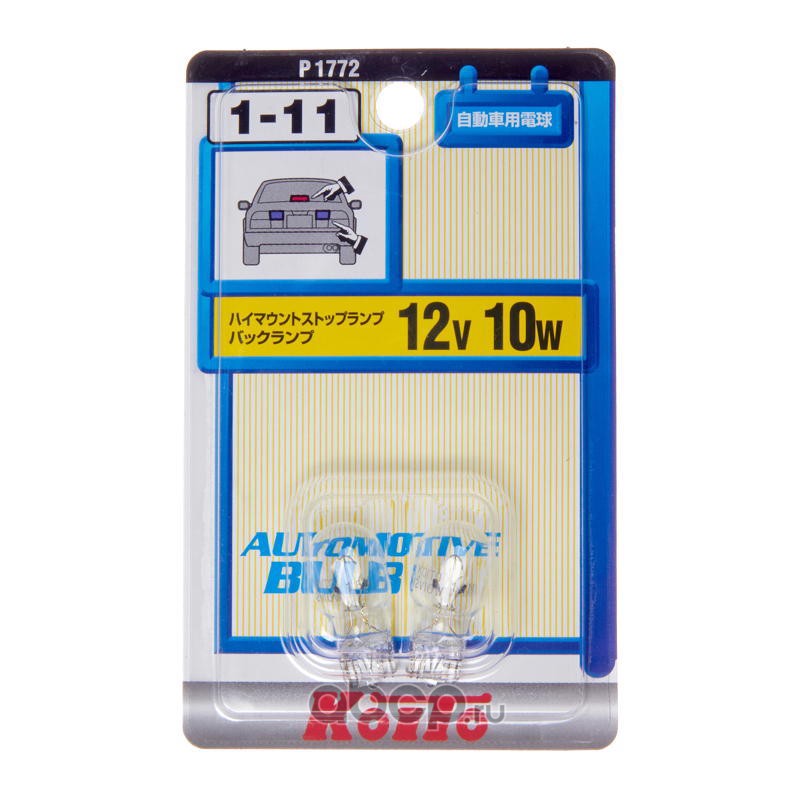 P1772
1-11
自動車用電球
ハイマウントストップランプ
バックランプ
12V 10W
AUTOMOTIVE
BULB
KOITO